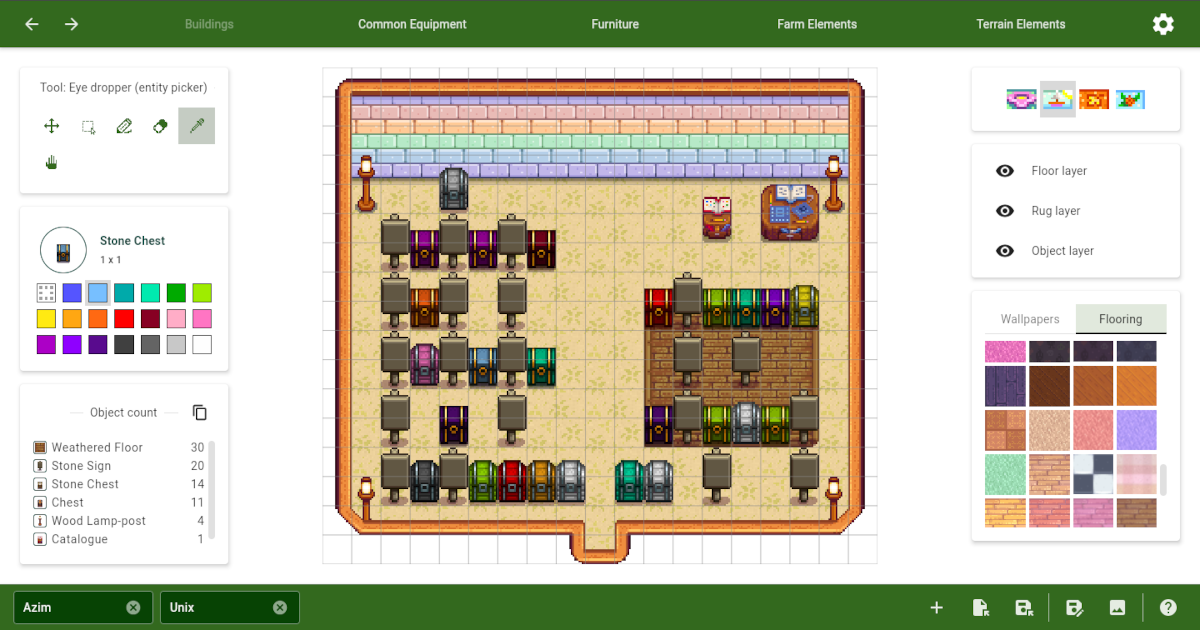 Buildings
Common Equipment
Furniture
Farm Elements
Terrain Elements
Tool: Eye dropper (entity picker)
Stone Chest
1 x 1
Object count
Weathered Floor 30
Stone Sign 20
Stone Chest 14
Chest 11
Wood Lamp-post 4
Catalogue 1
Floor layer
Rug layer
Object layer
Wallpapers
Flooring
Azim
Unix